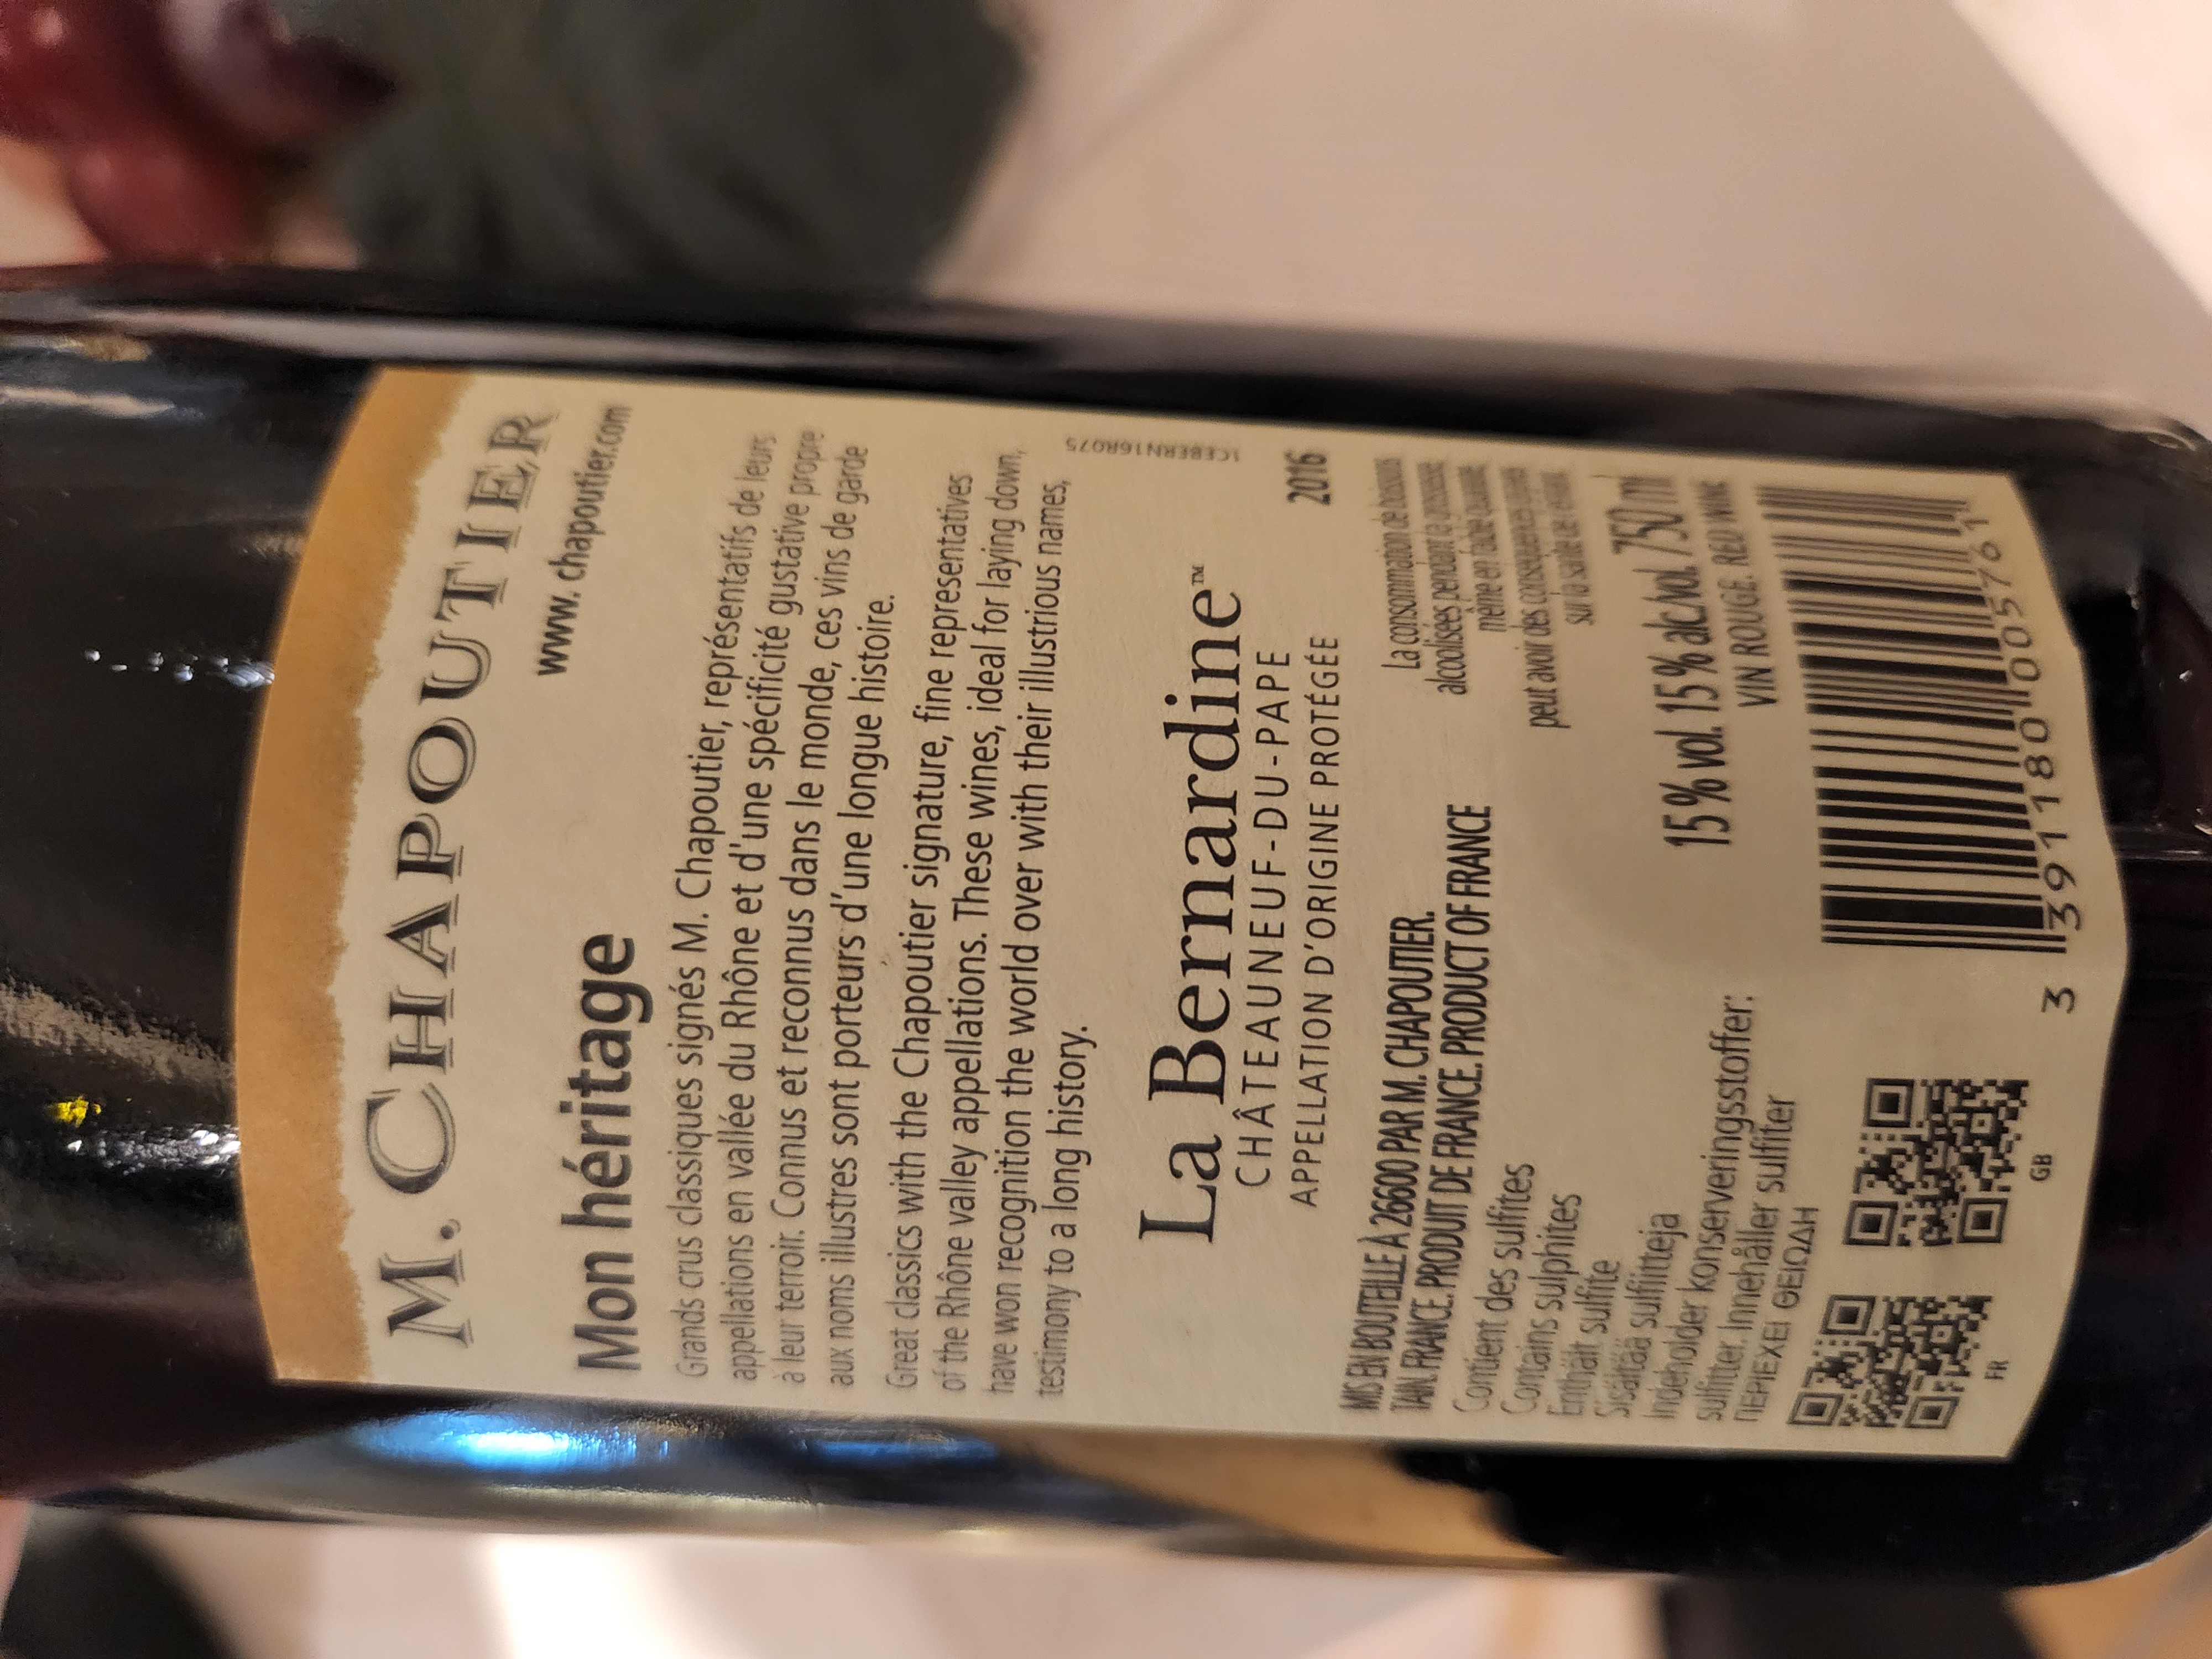 M. CHAPOUTIER
www.chapoutier.com
Mon héritage
Grands crus classiques signés M. Chapoutier, représentatifs de leurs
appellations en vallée du Rhône et d'une spécificité gustative propre
à leur terroir. Connus et reconnus dans le monde, ces vins de garde
aux noms illustres sont porteurs d'une longue histoire.
Great classics with the Chapoutier signature, fine representatives
of the Rhône valley appellations. These wines, ideal for laying down,
have won recognition the world over with their illustrious names,
testimony to a long history.
1CEBERN16RG75
La Bernardine™
CHÂTEAUNEUF-DU-PAPE
2016
APPELLATION D'ORIGINE PROTÉGÉE
MIS EN BOUTEILLE À 26600 PAR M. CHAPOUTIER.
TAIN. FRANCE. PRODUIT DE FRANCE. PRODUCT OF FRANCE
Contient des sulfites
Contains sulphites
Enthält sulfite
Sisältää sulfiitteja
Indeholder konserveringsstoffer:
sulfitter. Innehåller sulfiter
ΠΕΡΙΕΧΕΙ ΘΕΙΩΔΗ
La consommation de boissons
alcoolisées pendant la grossesse,
même en faible quantité,
peut avoir des conséquences graves
sur la santé de l'enfant.
15 % vol. 15 % alc/vol. 750 ml
VIN ROUGE. RED WINE
FR
GB
3 391180 005761